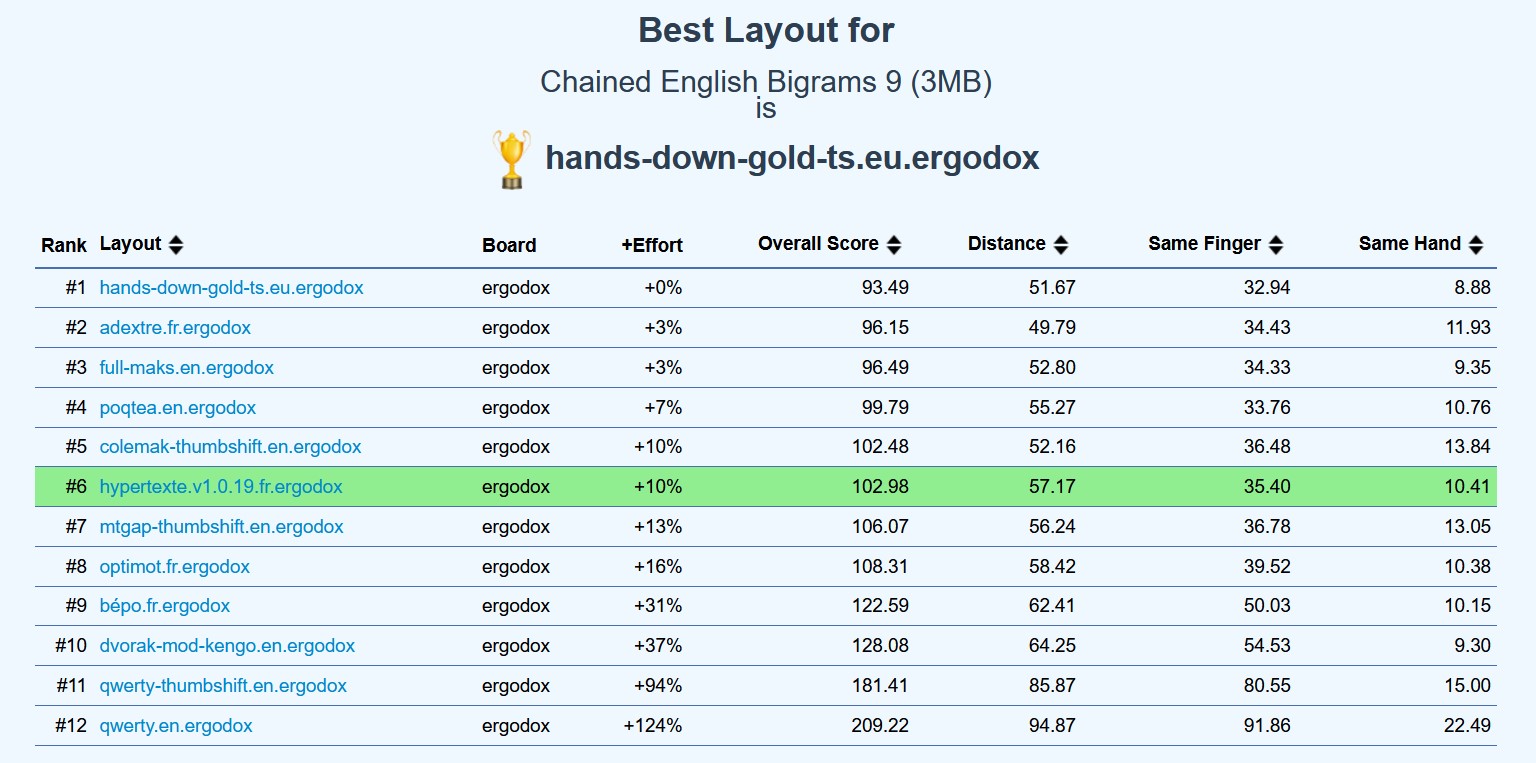 Best Layout for
Chained English Bigrams 9 (3MB)
is
hands-down-gold-ts.eu.ergodox
Rank Layout Board +Effort Overall Score Distance Same Finger Same Hand
#1 hands-down-gold-ts.eu.ergodox ergodox +0% 93.49 51.67 32.94 8.88
#2 adextre.fr.ergodox ergodox +3% 96.15 49.79 34.43 11.93
#3 full-maks.en.ergodox ergodox +3% 96.49 52.80 34.33 9.35
#4 poqtea.en.ergodox ergodox +7% 99.79 55.27 33.76 10.76
#5 colemak-thumbshift.en.ergodox ergodox +10% 102.48 52.16 36.48 13.84
#6 hypertexte.v1.0.19.fr.ergodox ergodox +10% 102.98 57.17 35.40 10.41
#7 mtgap-thumbshift.en.ergodox ergodox +13% 106.07 56.24 36.78 13.05
#8 optimot.fr.ergodox ergodox +16% 108.31 58.42 39.52 10.38
#9 bépo.fr.ergodox ergodox +31% 122.59 62.41 50.03 10.15
#10 dvorak-mod-kengo.en.ergodox ergodox +37% 128.08 64.25 54.53 9.30
#11 qwerty-thumbshift.en.ergodox ergodox +94% 181.41 85.87 80.55 15.00
#12 qwerty.en.ergodox ergodox +124% 209.22 94.87 91.86 22.49